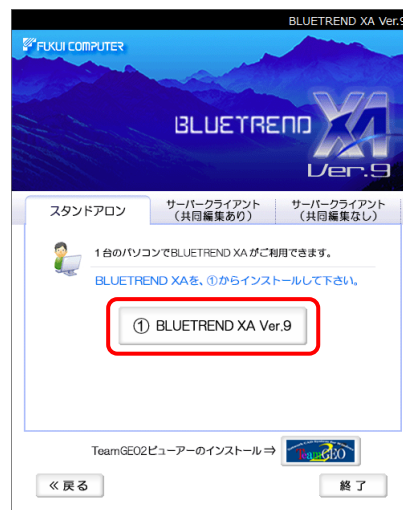 BLUETREND XA Ver.9
FUKUI COMPUTER
BLUETREND XA
Ver.9
スタンドアロン
サーバークライアント
（共同編集あり）
サーバークライアント
（共同編集なし）
1台のパソコンでBLUETREND XAがご利用できます。
BLUETREND XAを、①からインストールして下さい。
① BLUETREND XA Ver.9
TeamGEO2ビューアーのインストール⇒
TeamGEO
≪戻る
終了